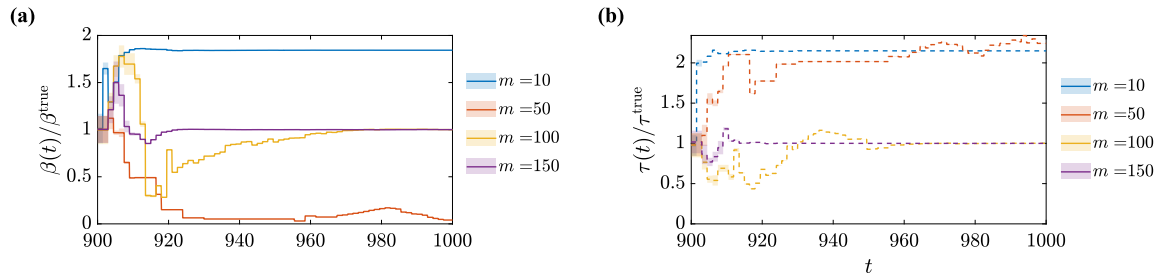 (a)
β(t)/β^true
2
1.5
1
0.5
0
900 920 940 960 980 1000
m =10
m =50
m =100
m =150
(b)
τ(t)/τ^true
2
1.5
1
0.5
0
900 920 940 960 980 1000
t
m =10
m =50
m =100
m =150